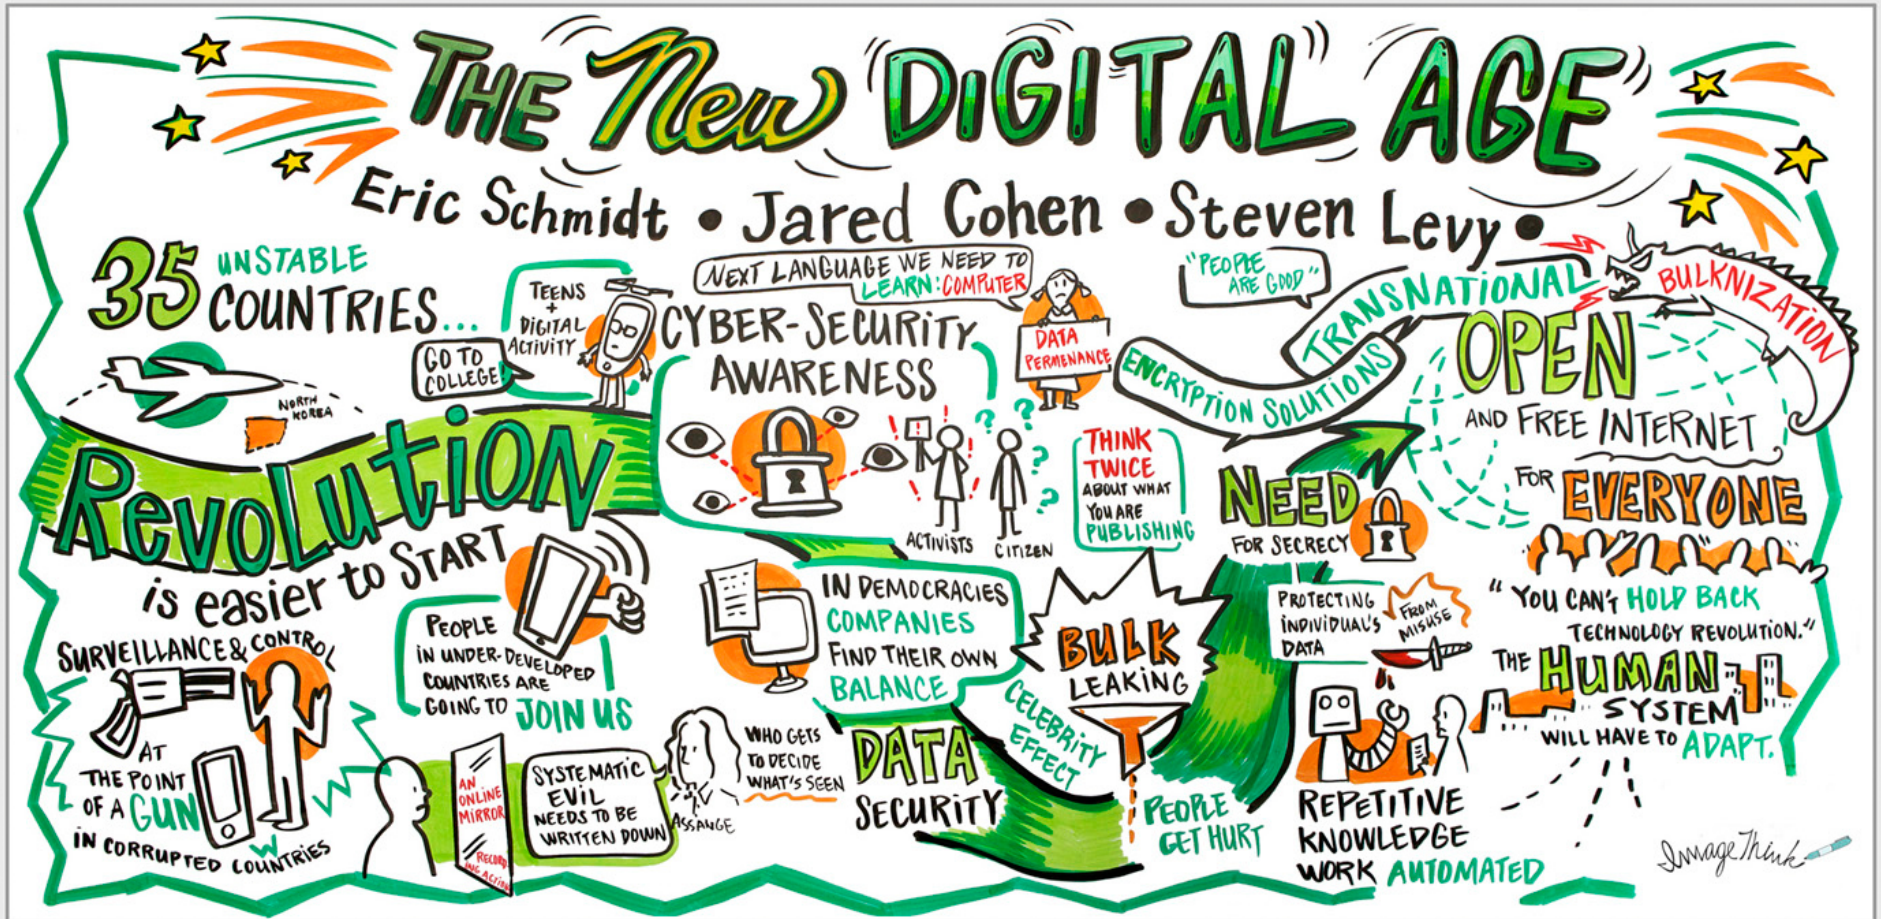 THE New DIGITAL AGE
Eric Schmidt • Jared Cohen • Steven Levy •
35 UNSTABLE
COUNTRIES...
NORTH
KOREA
TEENS
+
DIGITAL
ACTIVITY
GO TO
COLLEGE!
Revolution
is easier to START
SURVEILLANCE & CONTROL
AT
THE POINT
OF A GUN
IN CORRUPTED COUNTRIES
PEOPLE
IN UNDER-DEVELOPED
COUNTRIES ARE
GOING TO JOIN US
AN
ONLINE
MIRROR
RECORD
ING ACTION
SYSTEMATIC
EVIL
NEEDS TO BE
WRITTEN DOWN
ASSANGE
WHO GETS
TO DECIDE
WHAT'S SEEN
NEXT LANGUAGE WE NEED TO
LEARN: COMPUTER
CYBER-SECURITY
AWARENESS
DATA
PERMENANCE
ACTIVISTS
CITIZEN
THINK
TWICE
ABOUT WHAT
YOU ARE
PUBLISHING
IN DEMOCRACIES
COMPANIES
FIND THEIR OWN
BALANCE
DATA
SECURITY
CELEBRITY
EFFECT
BULK
LEAKING
PEOPLE
GET HURT
"PEOPLE
ARE GOOD"
TRANSNATIONAL
ENCRYPTION SOLUTIONS
BULKNIZATION
OPEN
AND FREE INTERNET
FOR EVERYONE
NEED
FOR SECRECY
PROTECTING
INDIVIDUAL'S
DATA
FROM
MISUSE
REPETITIVE
KNOWLEDGE
WORK AUTOMATED
"YOU CAN'T HOLD BACK
TECHNOLOGY REVOLUTION."
THE HUMAN
SYSTEM
WILL HAVE TO ADAPT.
ImageThink